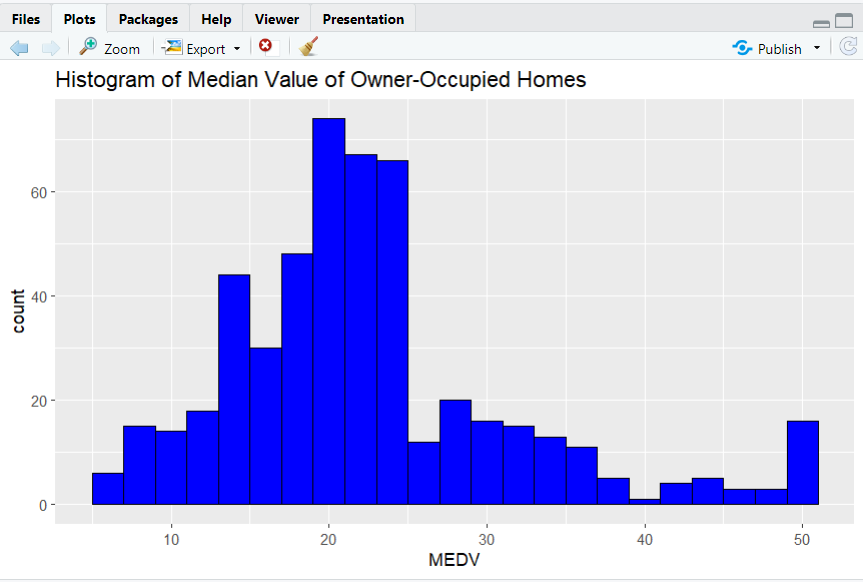 Files Plots Packages Help Viewer Presentation
Zoom Export Publish
Histogram of Median Value of Owner-Occupied Homes
60
40
20
0
count
10 20 30 40 50
MEDV